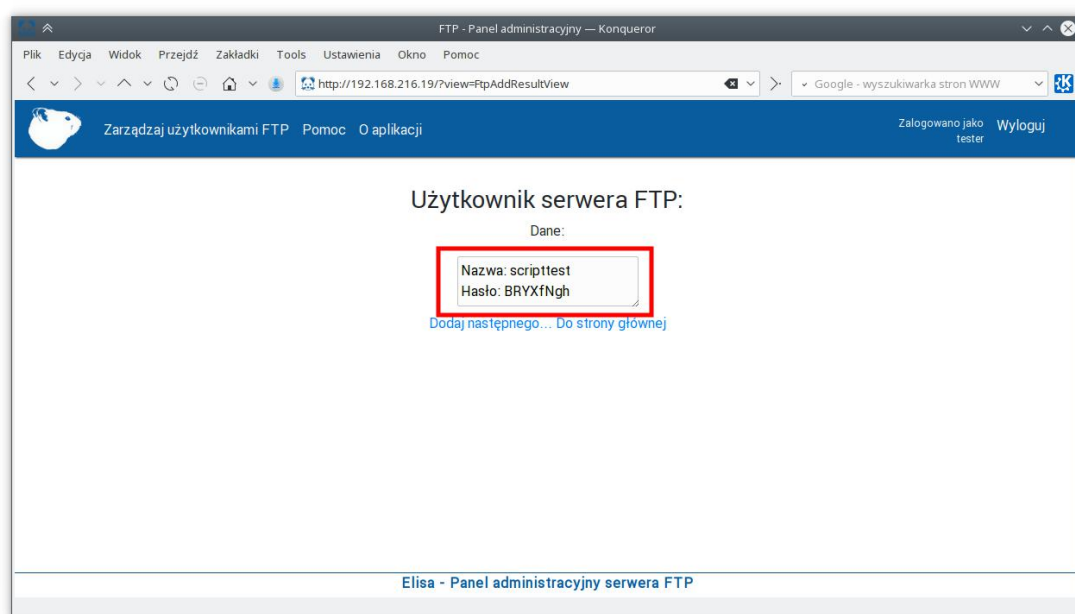 FTP - Panel administracyjny — Konqueror
Plik Edycja Widok Przejdź Zakładki Tools Ustawienia Okno Pomoc
http://192.168.216.19/?view=FtpAddResultView
Google - wyszukiwarka stron WWW
Zarządzaj użytkownikami FTP Pomoc O aplikacji
Zalogowano jako
tester
Wyloguj
Użytkownik serwera FTP:
Dane:
Nazwa: scripttest
Hasło: BRYXfNgh
Dodaj następnego... Do strony głównej
Elisa - Panel administracyjny serwera FTP